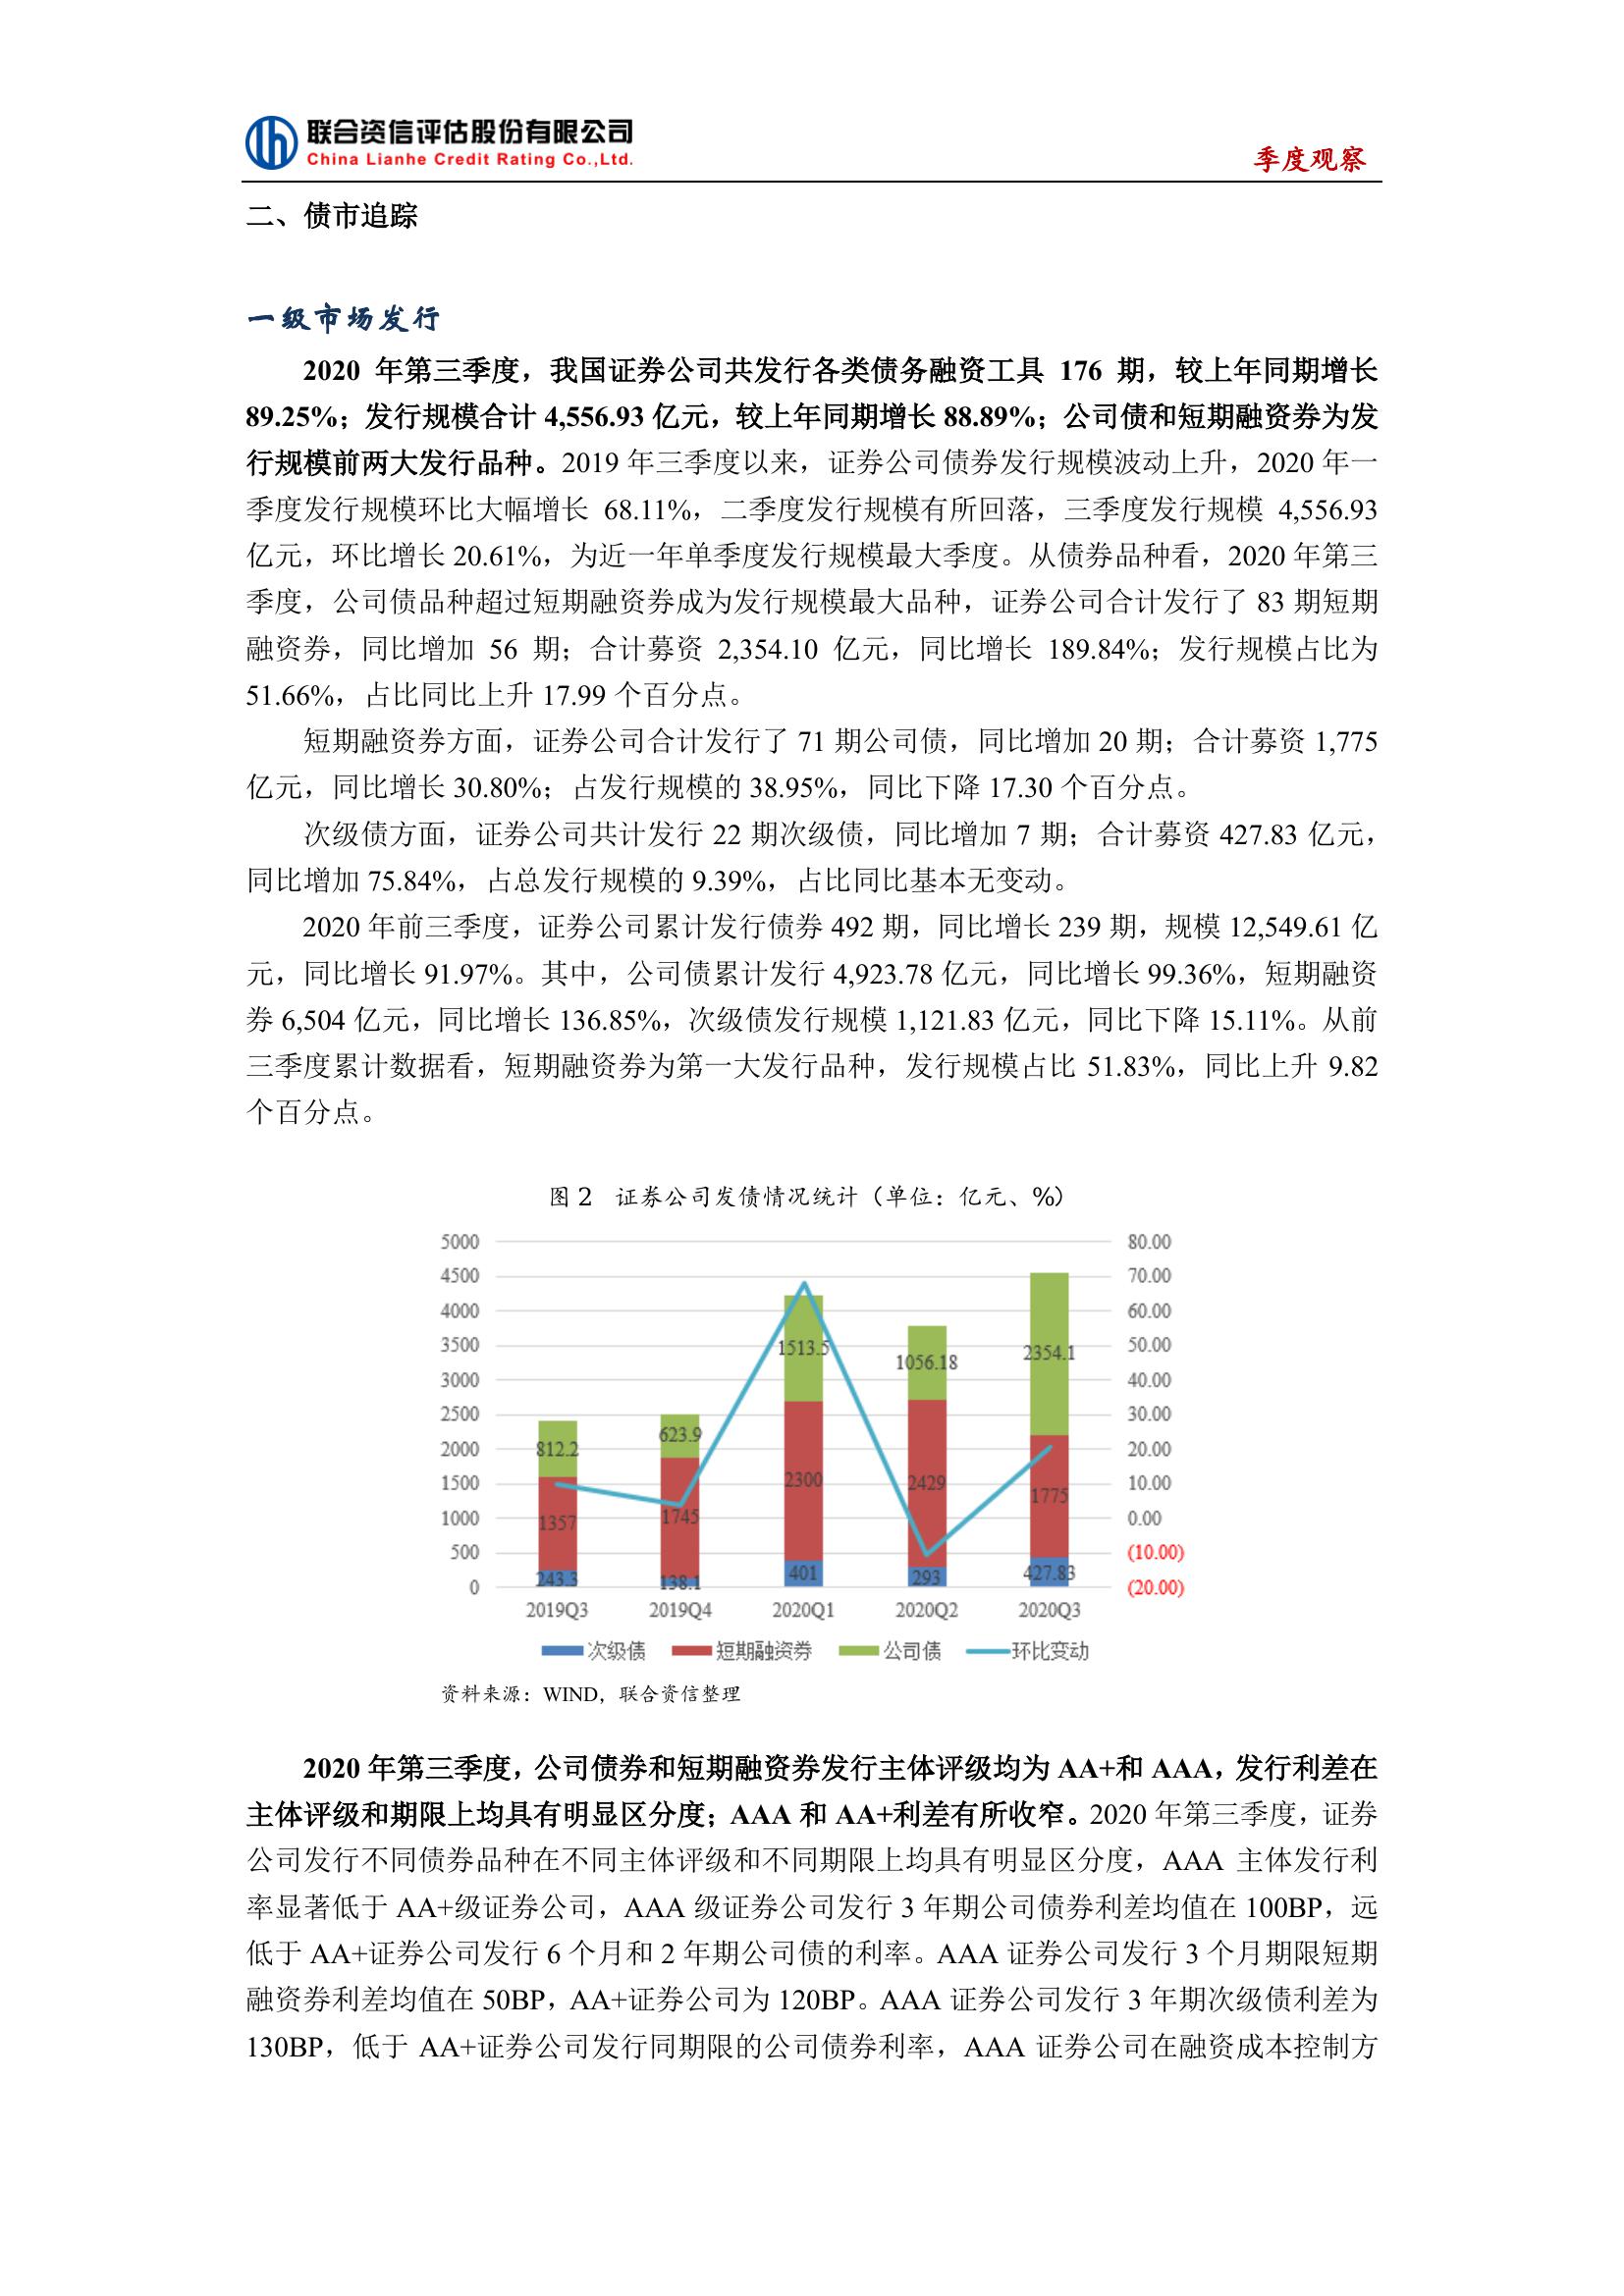 联合资信评估股份有限公司
China Lianhe Credit Rating Co.,Ltd.
季度观察
二、债市追踪
一级市场发行
2020 年第三季度，我国证券公司共发行各类债务融资工具 176 期，较上年同期增长
89.25%；发行规模合计 4,556.93 亿元，较上年同期增长 88.89%；公司债和短期融资券为发
行规模前两大发行品种。2019 年三季度以来，证券公司债券发行规模波动上升，2020 年一
季度发行规模环比大幅增长 68.11%，二季度发行规模有所回落，三季度发行规模 4,556.93
亿元，环比增长 20.61%，为近一年单季度发行规模最大季度。从债券品种看，2020 年第三
季度，公司债品种超过短期融资券成为发行规模最大品种，证券公司合计发行了 83 期短期
融资券，同比增加 56 期；合计募资 2,354.10 亿元，同比增长 189.84%；发行规模占比为
51.66%，占比同比上升 17.99 个百分点。
短期融资券方面，证券公司合计发行了 71 期公司债，同比增加 20 期；合计募资 1,775
亿元，同比增长 30.80%；占发行规模的 38.95%，同比下降 17.30 个百分点。
次级债方面，证券公司共计发行 22 期次级债，同比增加 7 期；合计募资 427.83 亿元，
同比增加 75.84%，占总发行规模的 9.39%，占比同比基本无变动。
2020 年前三季度，证券公司累计发行债券 492 期，同比增长 239 期，规模 12,549.61 亿
元，同比增长 91.97%。其中，公司债累计发行 4,923.78 亿元，同比增长 99.36%，短期融资
券 6,504 亿元，同比增长 136.85%，次级债发行规模 1,121.83 亿元，同比下降 15.11%。从前
三季度累计数据看，短期融资券为第一大发行品种，发行规模占比 51.83%，同比上升 9.82
个百分点。
图 2 证券公司发债情况统计（单位：亿元、%）
5000 80.00
4500 70.00
4000 60.00
3500 1513.5 2354.1 50.00
1056.18
3000 40.00
2500 30.00
623.9
2000 812.2 20.00
1500 2300 2429 1775 10.00
1000 1357 1745 0.00
500 (10.00)
243.3 138.1 401 293 427.83
0 (20.00)
2019Q3 2019Q4 2020Q1 2020Q2 2020Q3
次级债 短期融资券 公司债 环比变动
资料来源：WIND，联合资信整理
2020 年第三季度，公司债券和短期融资券发行主体评级均为 AA+和 AAA，发行利差在
主体评级和期限上均具有明显区分度；AAA 和 AA+利差有所收窄。2020 年第三季度，证券
公司发行不同债券品种在不同主体评级和不同期限上均具有明显区分度，AAA 主体发行利
率显著低于 AA+级证券公司，AAA 级证券公司发行 3 年期公司债券利差均值在 100BP，远
低于 AA+证券公司发行 6 个月和 2 年期公司债的利率。AAA 证券公司发行 3 个月期限短期
融资券利差均值在 50BP，AA+证券公司为 120BP。AAA 证券公司发行 3 年期次级债利差为
130BP，低于 AA+证券公司发行同期限的公司债券利率，AAA 证券公司在融资成本控制方